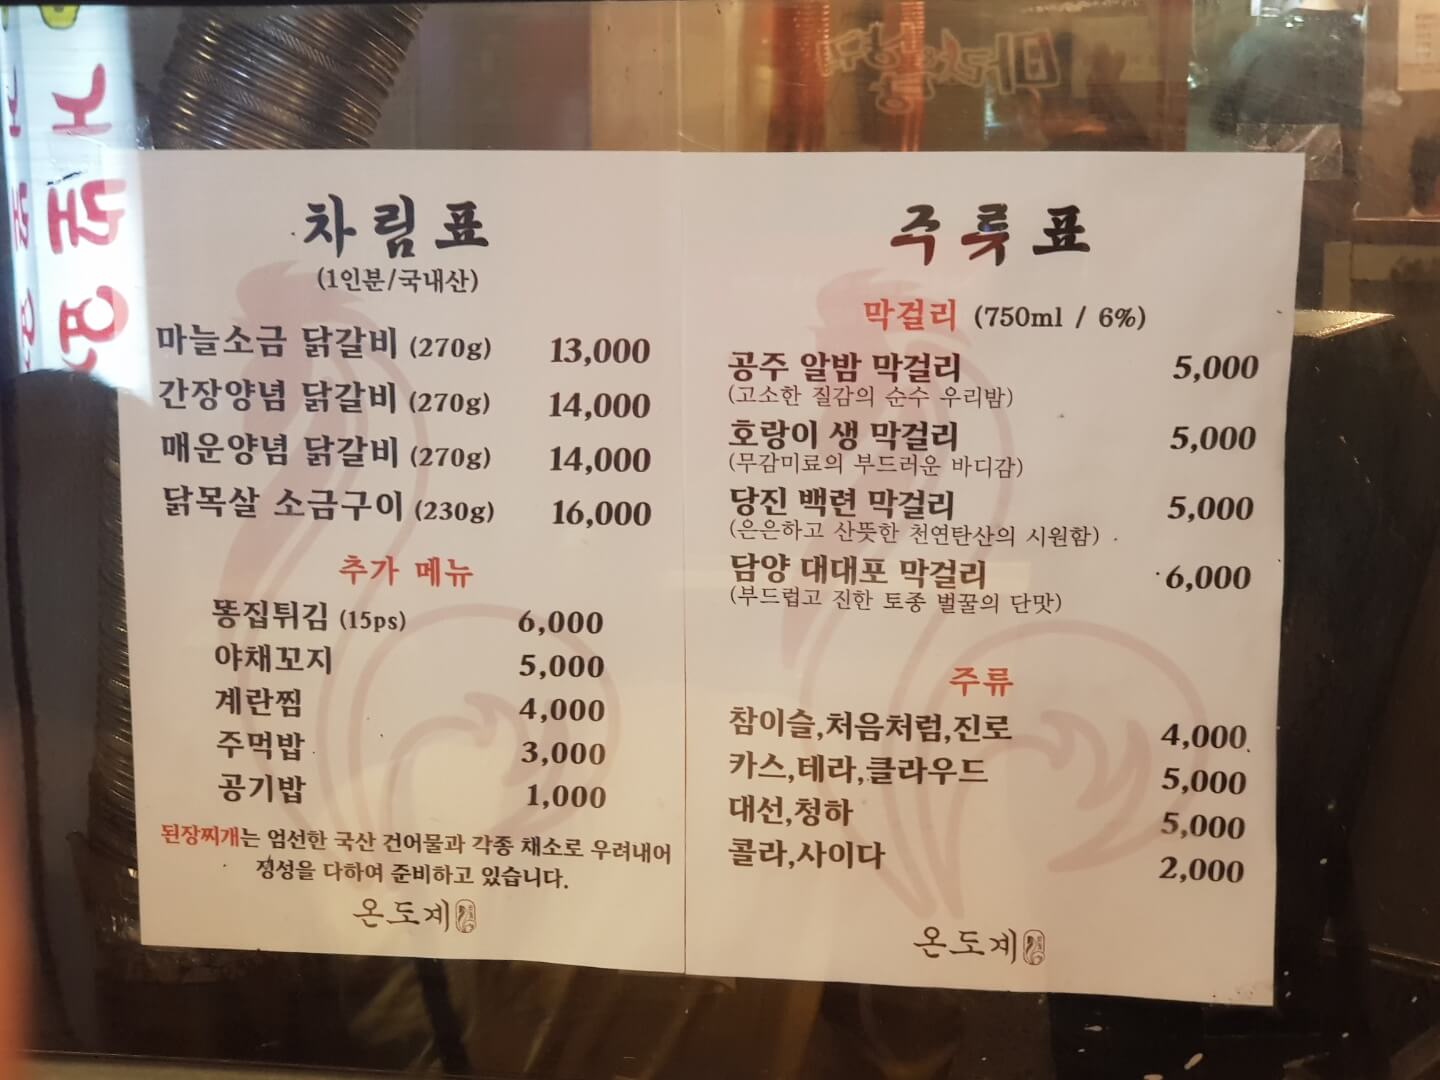 차림표
(1인분/국내산)
마늘소금 닭갈비 (270g) 13,000
간장양념 닭갈비 (270g) 14,000
매운양념 닭갈비 (270g) 14,000
닭목살 소금구이 (230g) 16,000
추가 메뉴
똥집튀김 (15ps) 6,000
야채꼬지 5,000
계란찜 4,000
주먹밥 3,000
공기밥 1,000
된장찌개는 엄선한 국산 건어물과 각종 채소로 우려내어
정성을 다하여 준비하고 있습니다.
온도계
주류표
막걸리 (750ml / 6%)
공주 알밤 막걸리 5,000
(고소한 질감의 순수 우리밤)
호랑이 생 막걸리 5,000
(무감미료의 부드러운 바디감)
당진 백련 막걸리 5,000
(은은하고 산뜻한 천연탄산의 시원함)
담양 대대포 막걸리 6,000
(부드럽고 진한 토종 벌꿀의 단맛)
주류
참이슬,처음처럼,진로 4,000
카스,테라,클라우드 5,000
대선,청하 5,000
콜라,사이다 2,000
온도계